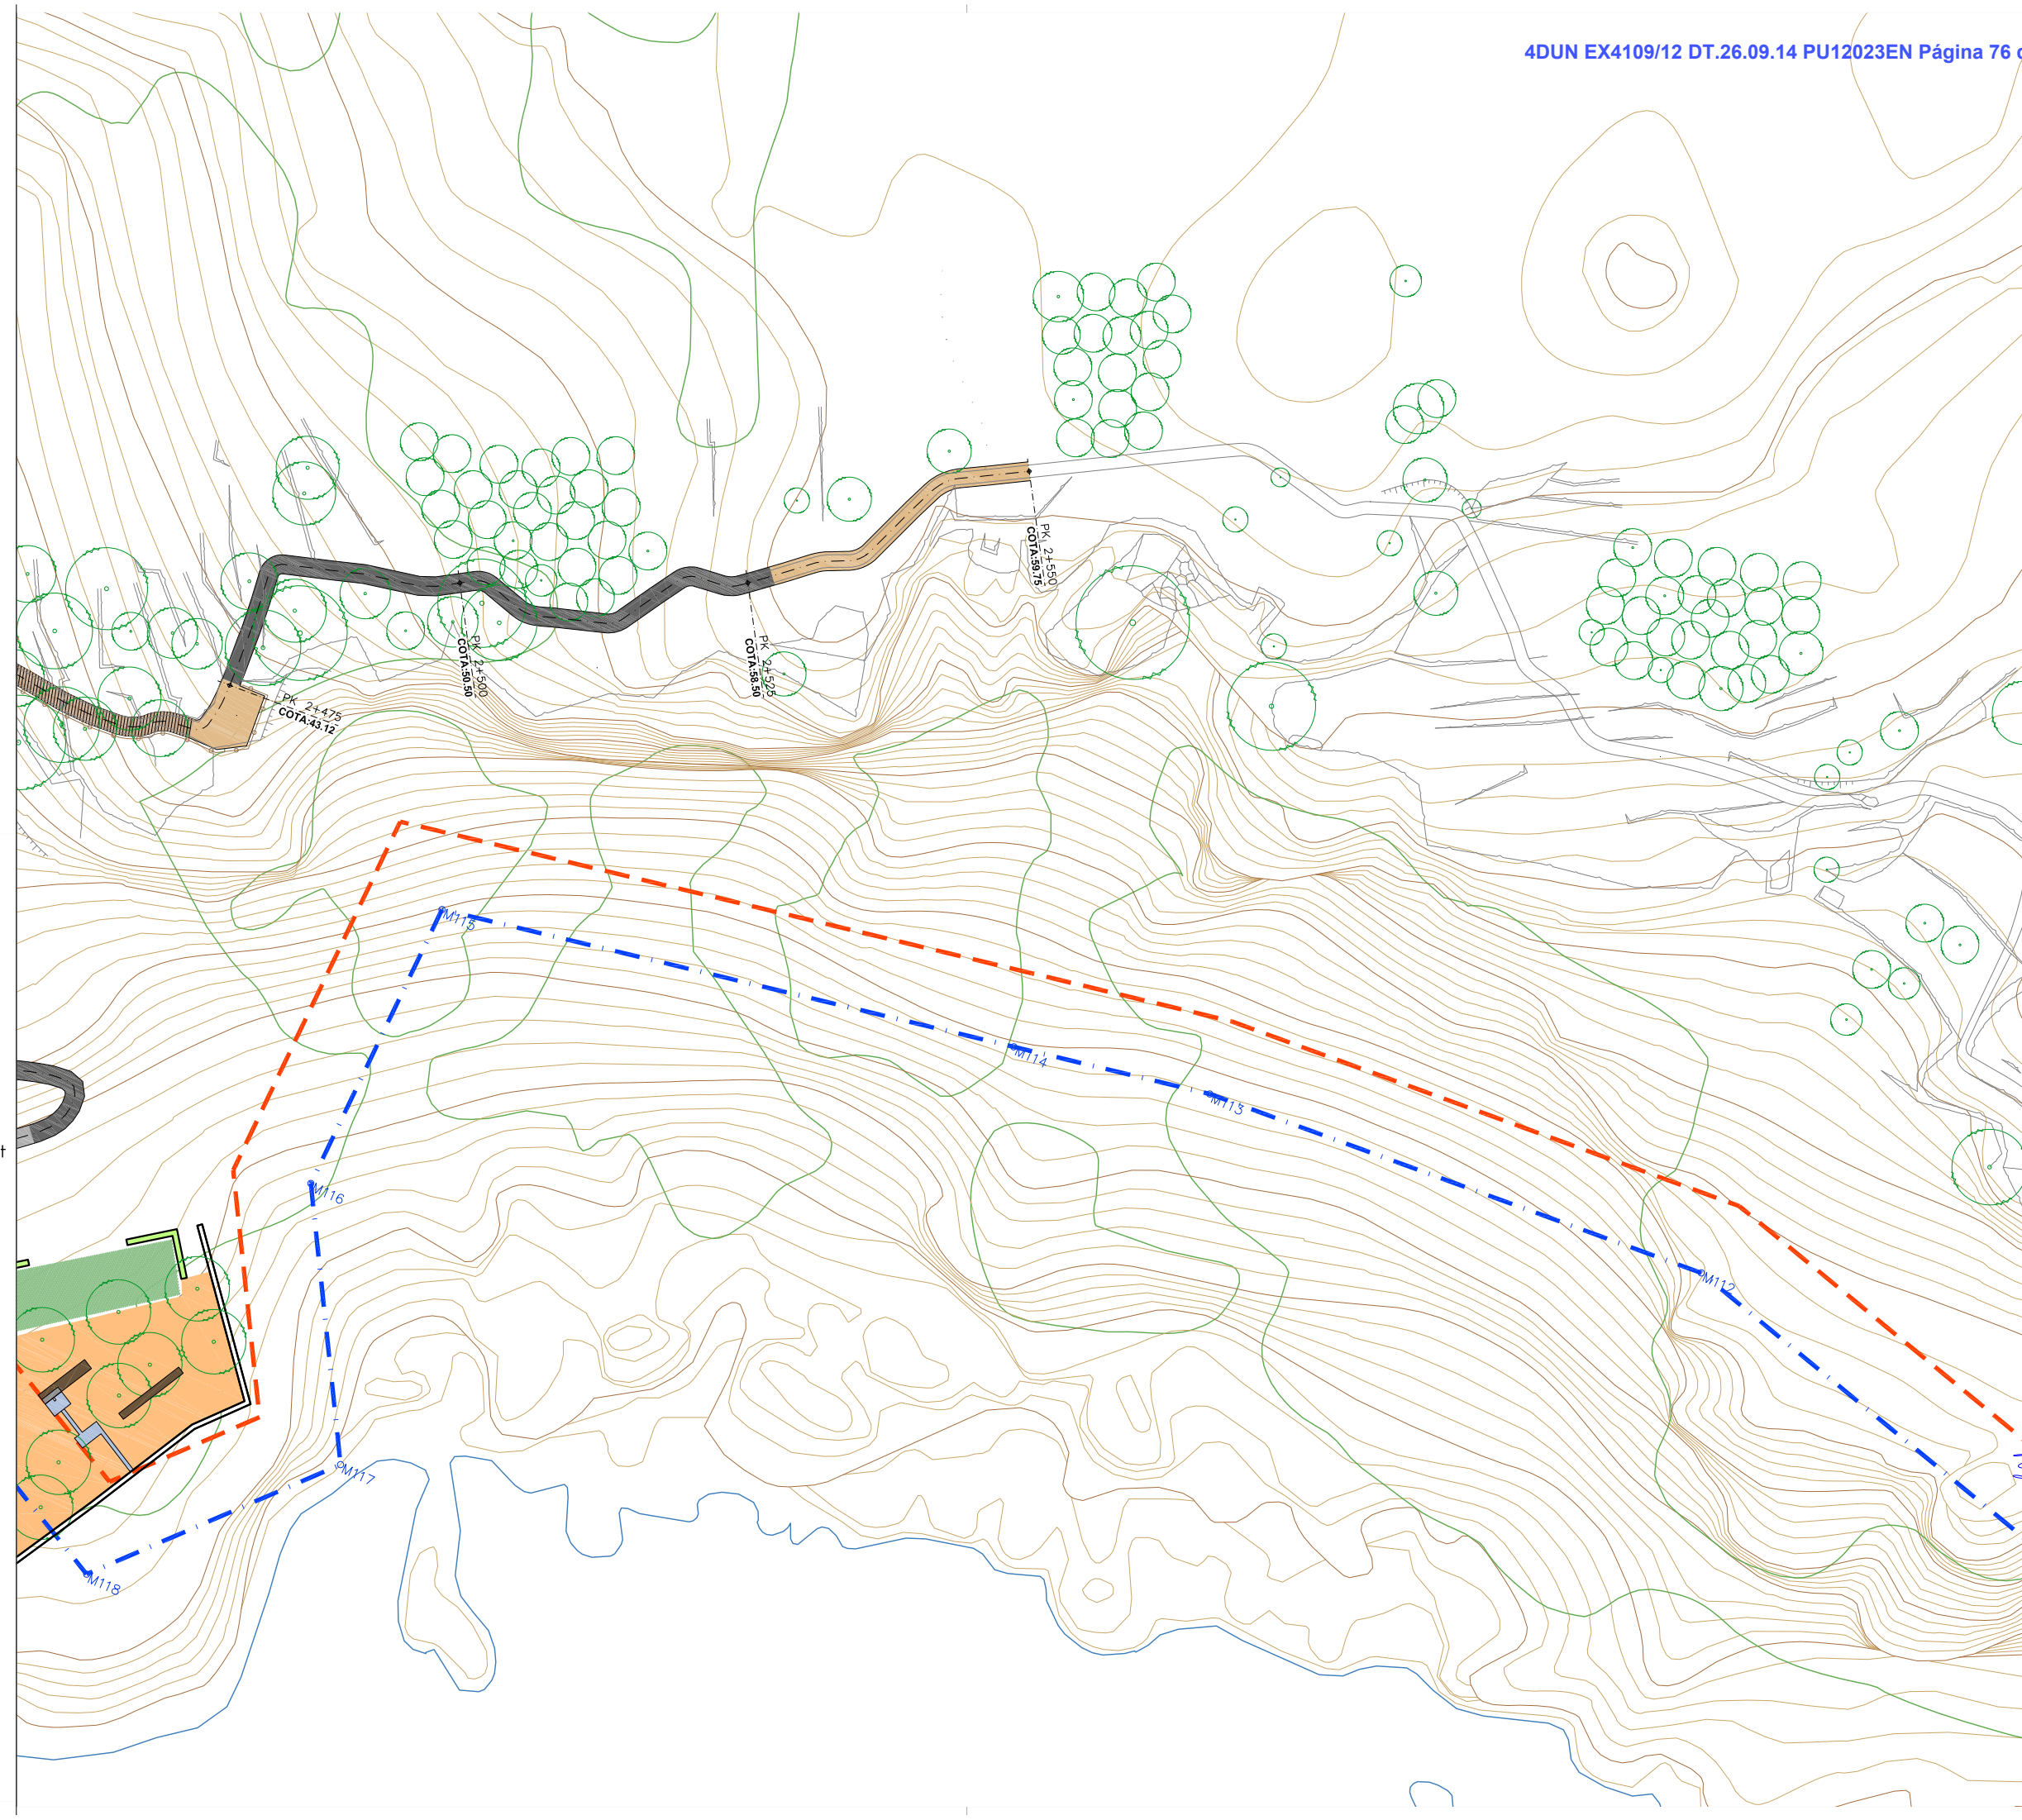 4DUN EX4109/12 DT.26.09.14 PU12023EN Página 76
PK 2+550
COTA:59.75
PK 2+500
COTA:50.50
PK 2+525
COTA:58.50
PK 2+475
COTA:43.12
M115
M114
M113
M116
M112
M117
M118
t